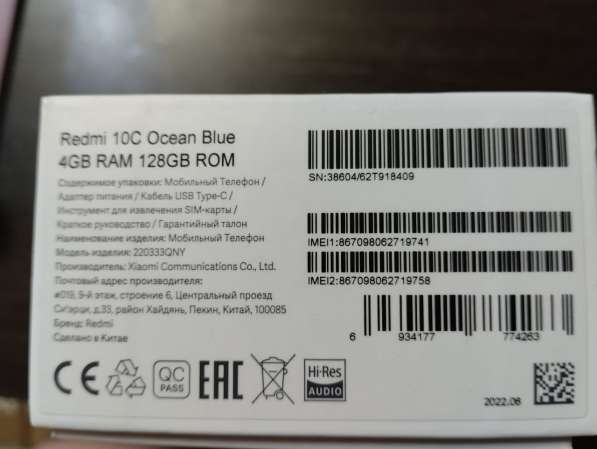 Redmi 10C Ocean Blue
4GB RAM 128GB ROM
Содержимое упаковки: Мобильный Телефон /
Адаптер питания / Кабель USB Type-C /
Инструмент для извлечения SIM-карты /
Краткое руководство / Гарантийный талон
Наименование изделия: Мобильный Телефон
Модель изделия: 220333QNY
Производитель: Xiaomi Communications Co., Ltd.
Почтовый адрес производителя:
#019, 9-й этаж, строение 6, Центральный проезд
Сиэрци, д.33, район Хайдянь, Пекин, Китай, 100085
Бренд: Redmi
Сделано в Китае
SN:38604/62T918409
IMEI1:867098062719741
IMEI2:867098062719758
6 934177 774263
CE
QC
PASS
EAC
Hi-Res
AUDIO
2022.06